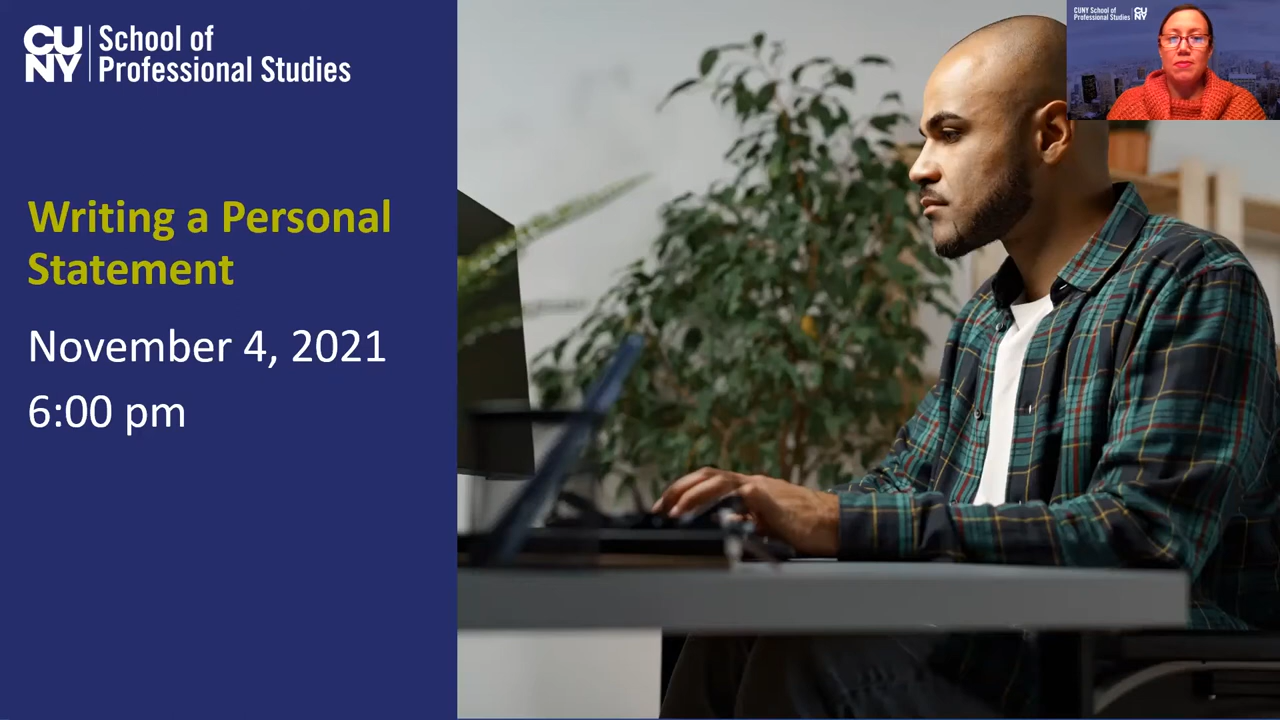 CU
NY
School of
Professional Studies
Writing a Personal
Statement
November 4, 2021
6:00 pm
CUNY School of
Professional Studies
CU
NY